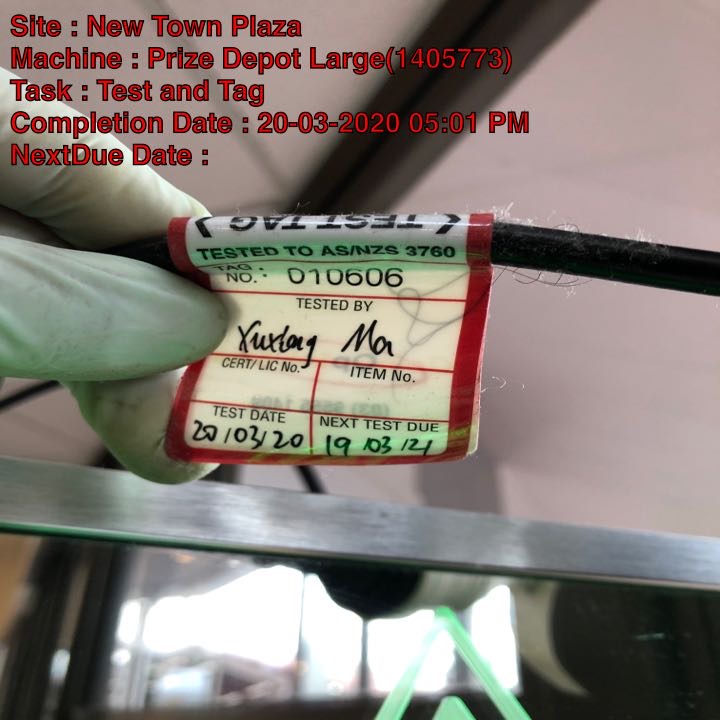 Site : New Town Plaza
Machine : Prize Depot Large(1405773)
Task : Test and Tag
Completion Date : 20-03-2020 05:01 PM
NextDue Date :
TEST TAG
TESTED TO AS/NZS 3760
TAG NO. : 010606
TESTED BY
Ma
CERT/ LIC No.
ITEM No.
TEST DATE
NEXT TEST DUE
20/03/20
19/03/21